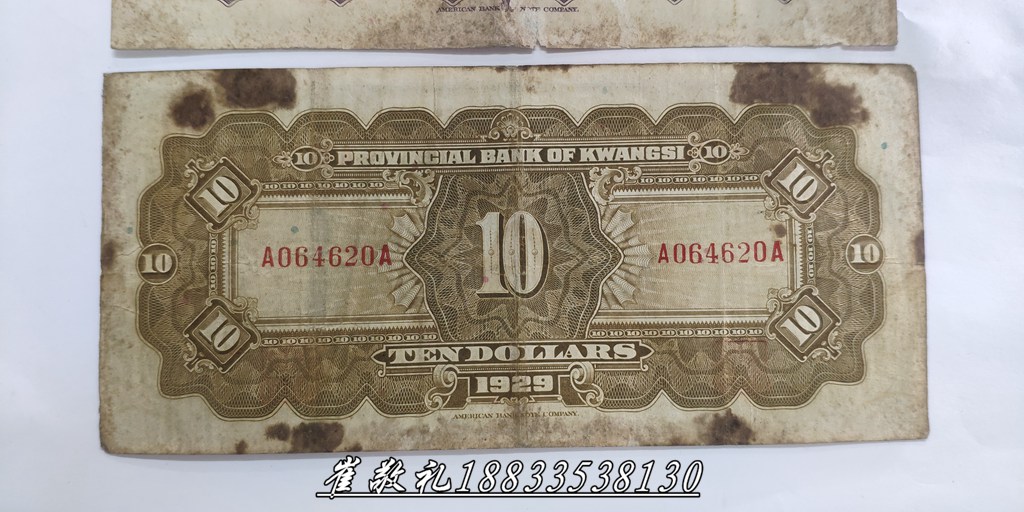 AMERICAN BANK NOTE COMPANY.
10 PROVINCIAL BANK OF KWANGSI 10
10 10
A064620A 10 A064620A
10 10
10 10
TEN DOLLARS
1929
AMERICAN BANK NOTE COMPANY.
崔敬礼18833538130